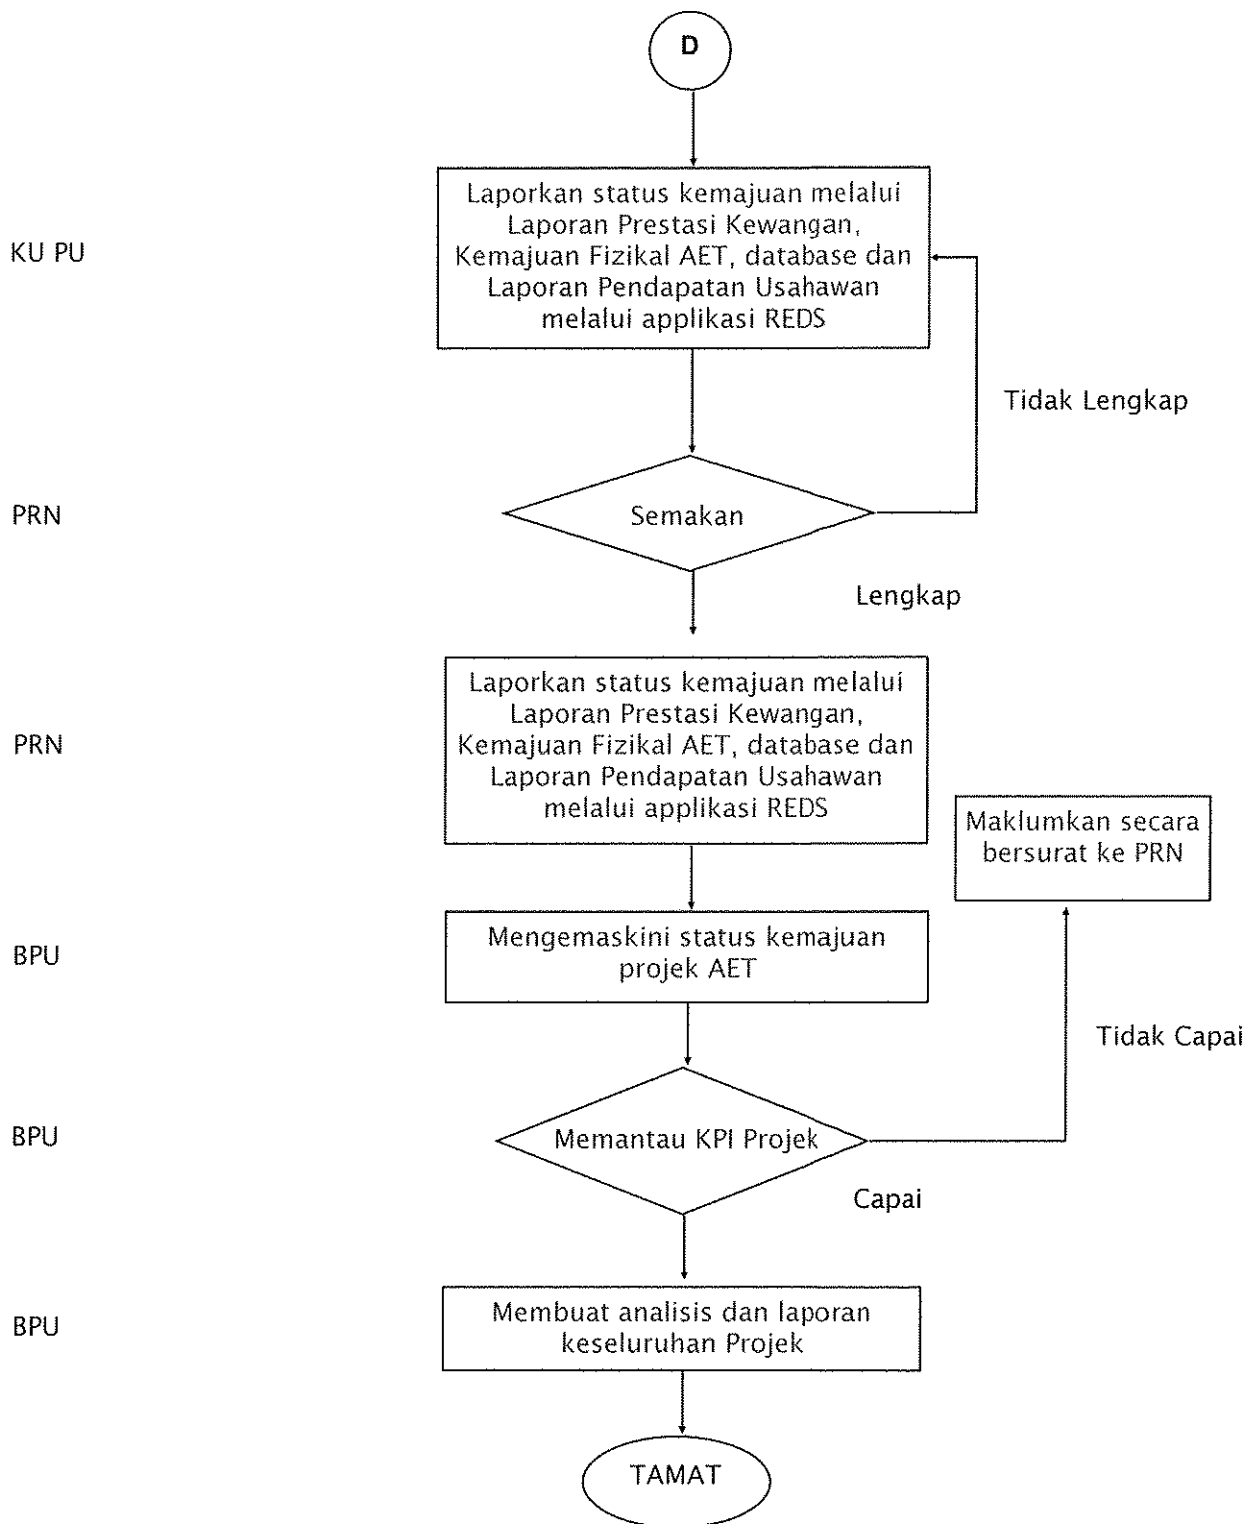 D
KU PU
Laporkan status kemajuan melalui
Laporan Prestasi Kewangan,
Kemajuan Fizikal AET, database dan
Laporan Pendapatan Usahawan
melalui applikasi REDS
Tidak Lengkap
PRN
Semakan
Lengkap
PRN
Laporkan status kemajuan melalui
Laporan Prestasi Kewangan,
Kemajuan Fizikal AET, database dan
Laporan Pendapatan Usahawan
melalui applikasi REDS
Maklumkan secara
bersurat ke PRN
BPU
Mengemaskini status kemajuan
projek AET
Tidak Capai
BPU
Memantau KPI Projek
Capai
BPU
Membuat analisis dan laporan
keseluruhan Projek
TAMAT